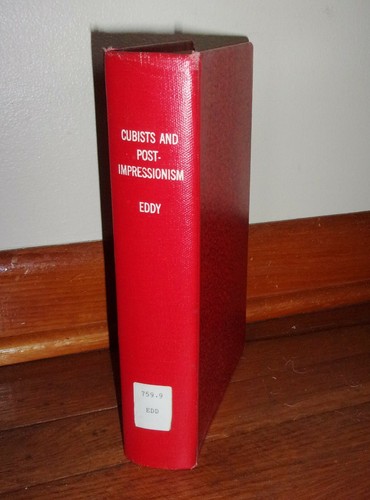 CUBISTS AND
POST-
IMPRESSIONISM
EDDY
759.9
EDD